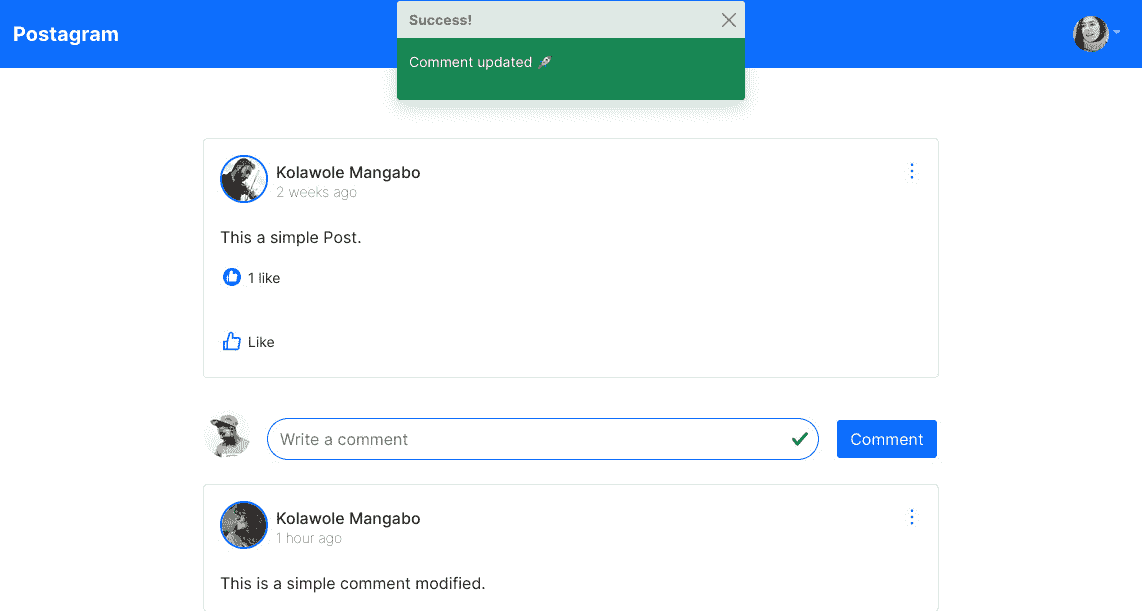 Postagram
Success!
Comment updated
Kolawole Mangabo
2 weeks ago
This a simple Post.
1 like
Like
Write a comment
Comment
Kolawole Mangabo
1 hour ago
This is a simple comment modified.